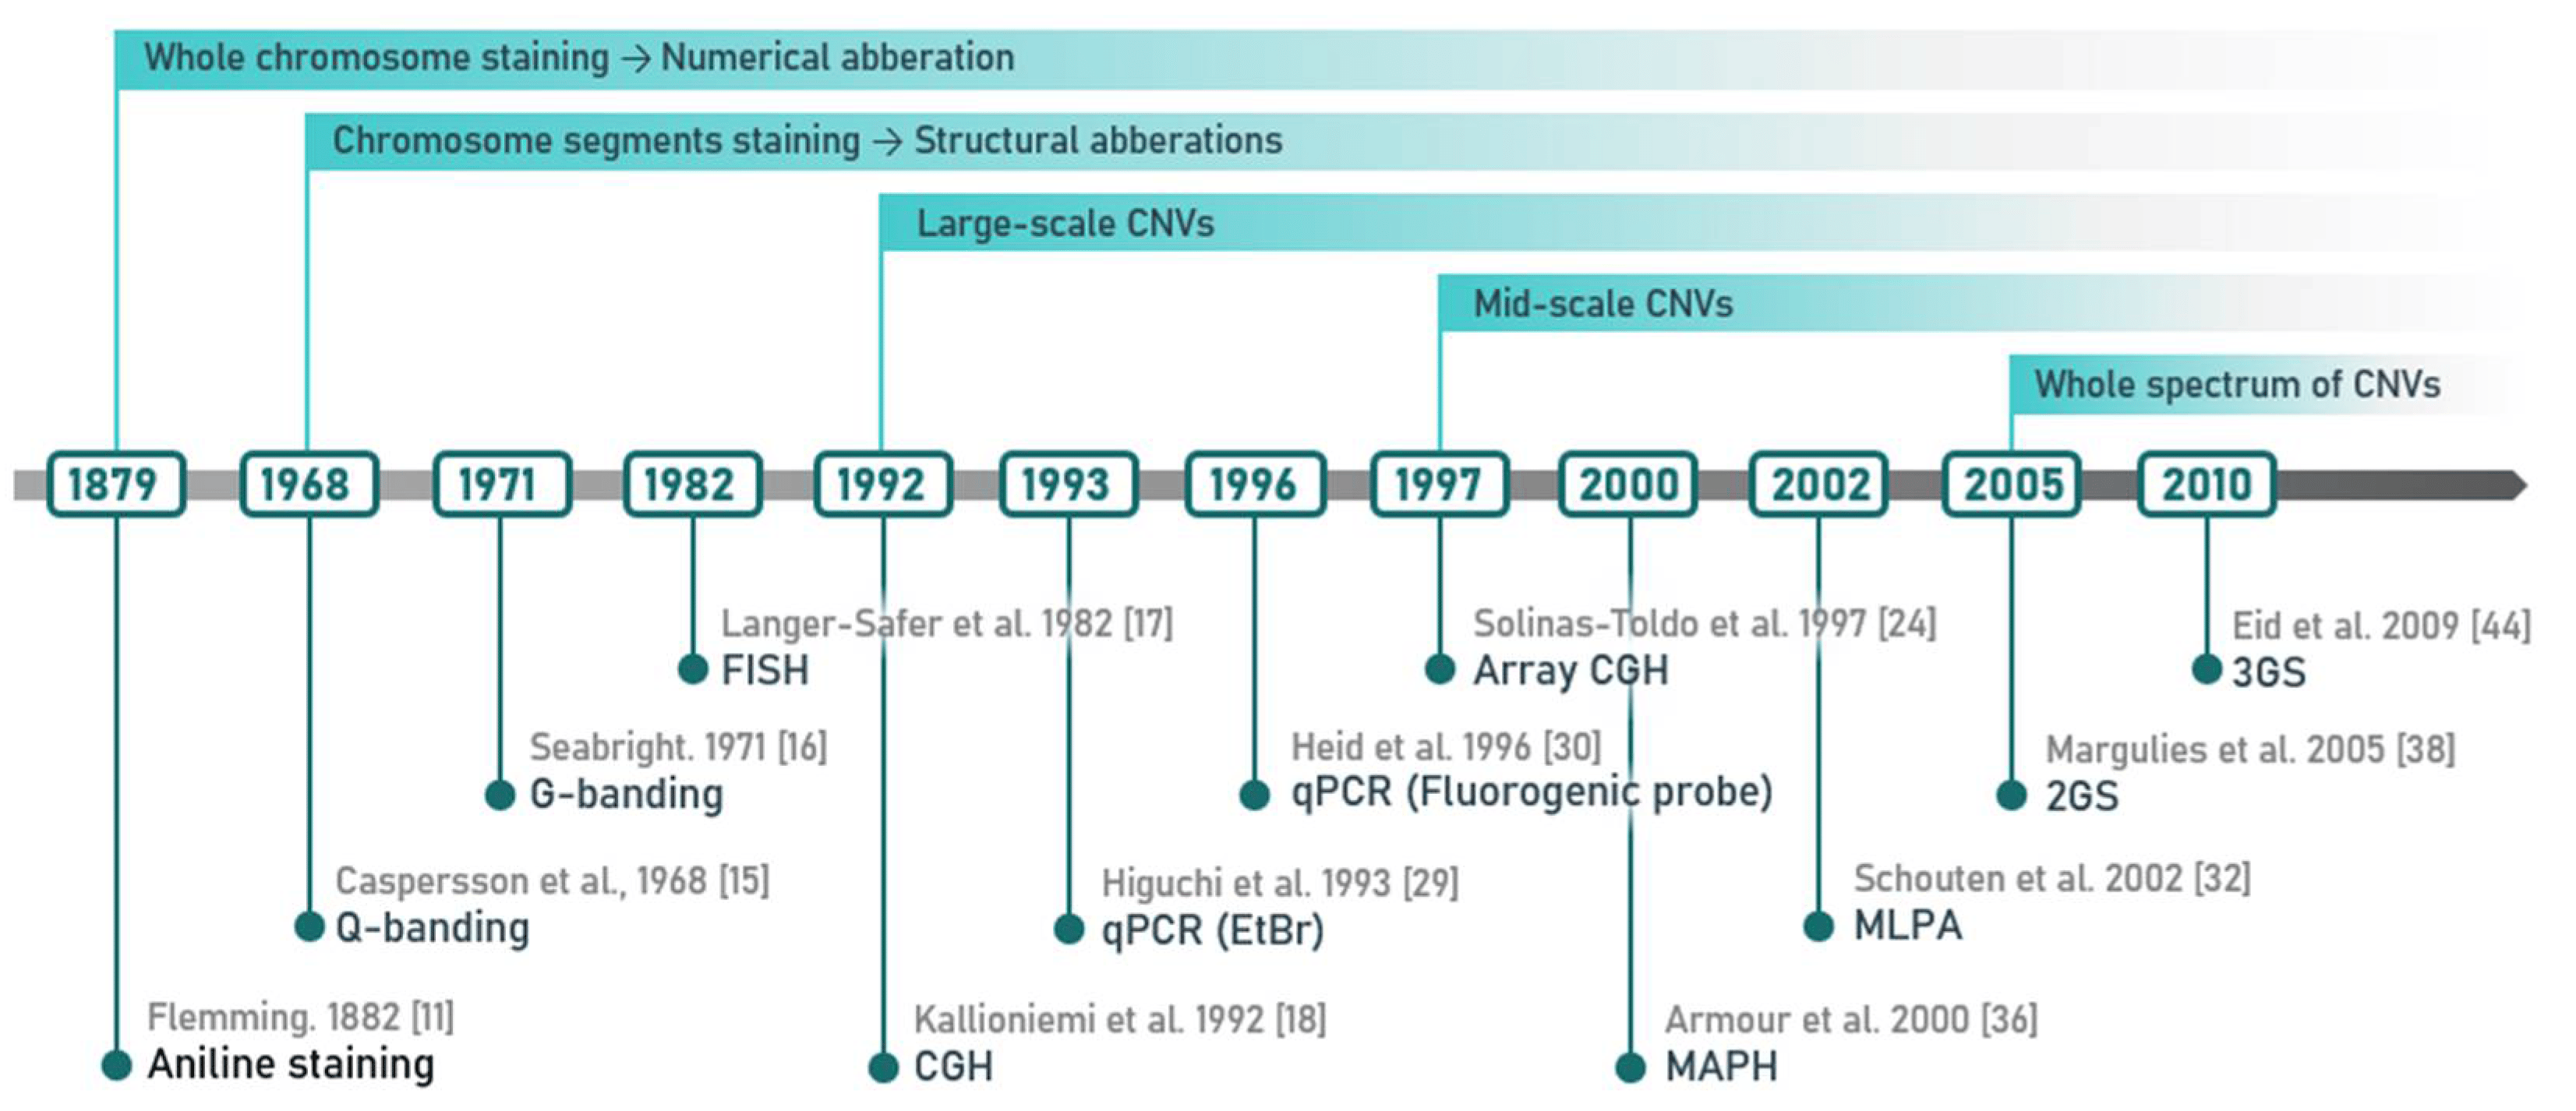 Whole chromosome staining → Numerical abberation
Chromosome segments staining → Structural abberations
Large-scale CNVs
Mid-scale CNVs
Whole spectrum of CNVs
1879 1968 1971 1982 1992 1993 1996 1997 2000 2002 2005 2010
Langer-Safer et al. 1982 [17]
FISH
Solinas-Toldo et al. 1997 [24]
Array CGH
Eid et al. 2009 [44]
3GS
Seabright. 1971 [16]
G-banding
Heid et al. 1996 [30]
qPCR (Fluorogenic probe)
Margulies et al. 2005 [38]
2GS
Caspersson et al., 1968 [15]
Q-banding
Higuchi et al. 1993 [29]
qPCR (EtBr)
Schouten et al. 2002 [32]
MLPA
Flemming. 1882 [11]
Aniline staining
Kallioniemi et al. 1992 [18]
CGH
Armour et al. 2000 [36]
MAPH